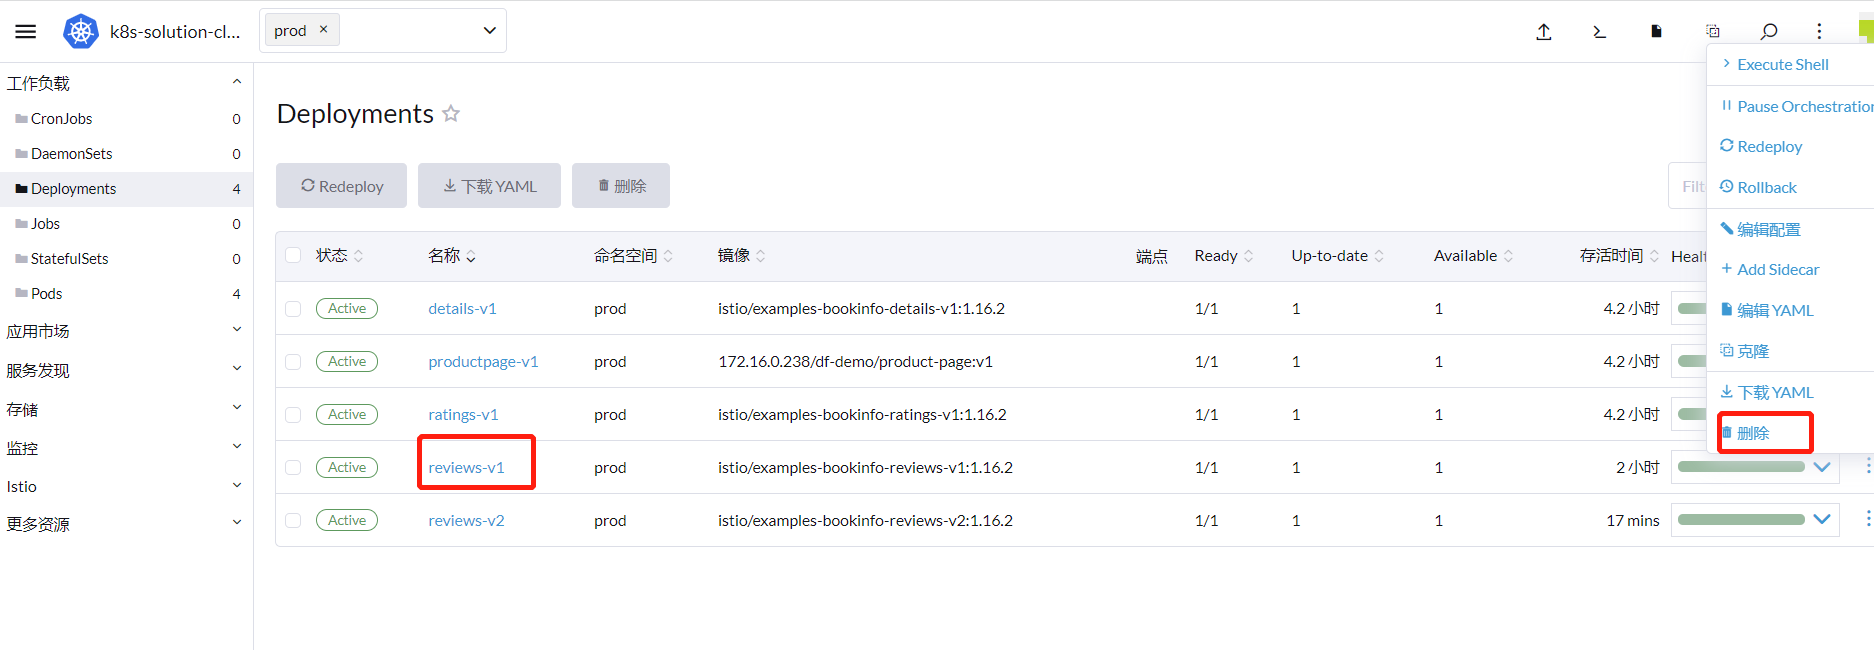 k8s-solution-cl...
prod ×
工作负载
CronJobs 0
DaemonSets 0
Deployments 4
Jobs 0
StatefulSets 0
Pods 4
应用市场
服务发现
存储
监控
Istio
更多资源
Deployments
Redeploy 下载 YAML 删除
状态 名称 命名空间 镜像 端点 Ready Up-to-date Available 存活时间
Active details-v1 prod istio/examples-bookinfo-details-v1:1.16.2 1/1 1 1 4.2 小时
Active productpage-v1 prod 172.16.0.238/df-demo/product-page:v1 1/1 1 1 4.2 小时
Active ratings-v1 prod istio/examples-bookinfo-ratings-v1:1.16.2 1/1 1 1 4.2 小时
Active reviews-v1 prod istio/examples-bookinfo-reviews-v1:1.16.2 1/1 1 1 2 小时
Active reviews-v2 prod istio/examples-bookinfo-reviews-v2:1.16.2 1/1 1 1 17 mins
Execute Shell
Pause Orchestration
Redeploy
Rollback
编辑配置
Add Sidecar
编辑 YAML
克隆
下载 YAML
删除